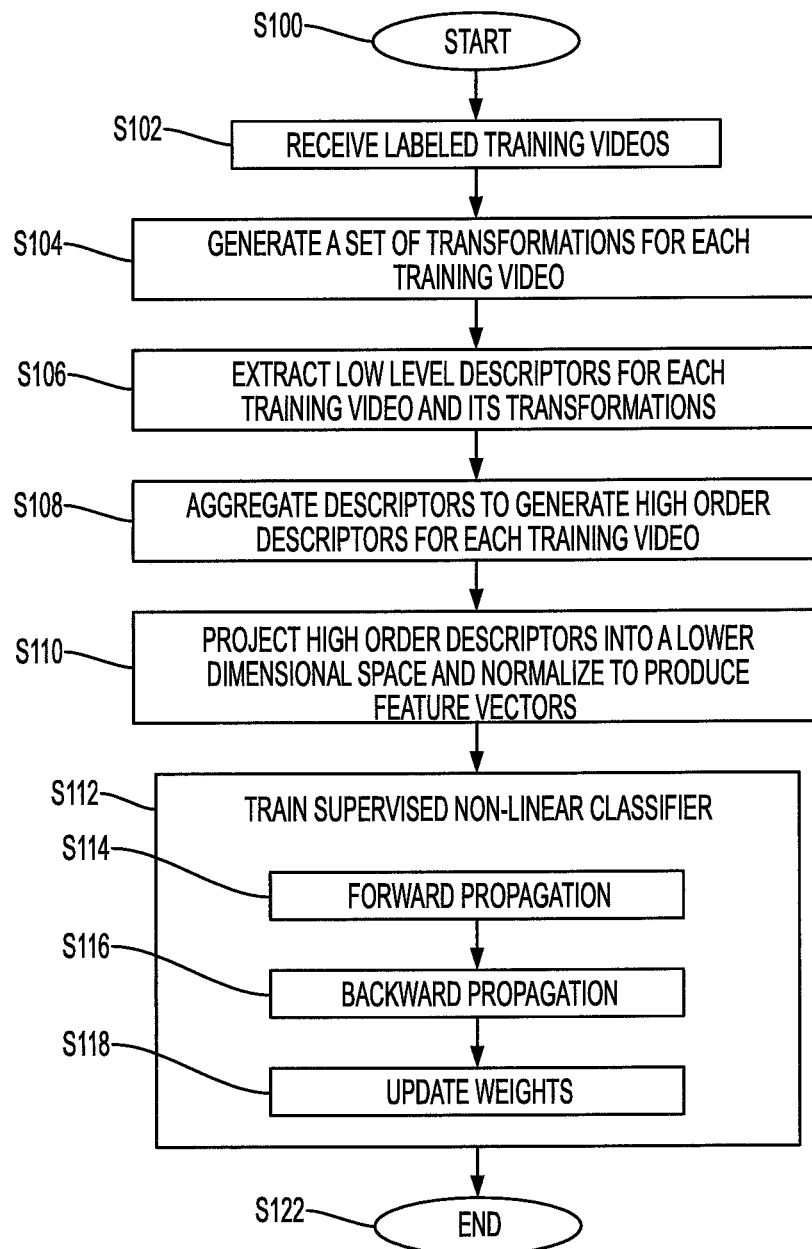 S100
START
S102
RECEIVE LABELED TRAINING VIDEOS
S104
GENERATE A SET OF TRANSFORMATIONS FOR EACH
TRAINING VIDEO
S106
EXTRACT LOW LEVEL DESCRIPTORS FOR EACH
TRAINING VIDEO AND ITS TRANSFORMATIONS
S108
AGGREGATE DESCRIPTORS TO GENERATE HIGH ORDER
DESCRIPTORS FOR EACH TRAINING VIDEO
S110
PROJECT HIGH ORDER DESCRIPTORS INTO A LOWER
DIMENSIONAL SPACE AND NORMALIZE TO PRODUCE
FEATURE VECTORS
S112
TRAIN SUPERVISED NON-LINEAR CLASSIFIER
S114
FORWARD PROPAGATION
S116
BACKWARD PROPAGATION
S118
UPDATE WEIGHTS
S122
END